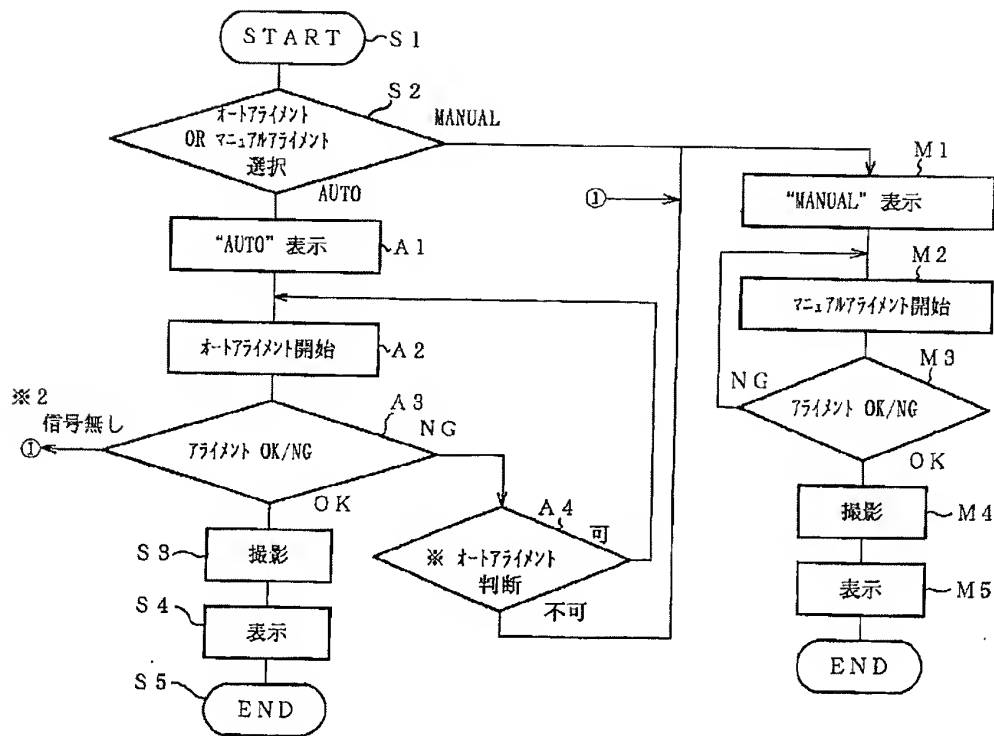 START
S1
S2
オートアライメント
OR マニュアルアライメント
選択
MANUAL
AUTO
"AUTO" 表示
A1
オートアライメント開始
A2
※2
信号無し
①
アライメント OK/NG
A3
NG
OK
A4
※ オートアライメント
判断
可
不可
S3
撮影
S4
表示
S5
END
①
M1
"MANUAL" 表示
M2
マニュアルアライメント開始
M3
NG
アライメント OK/NG
OK
撮影
M4
表示
M5
END